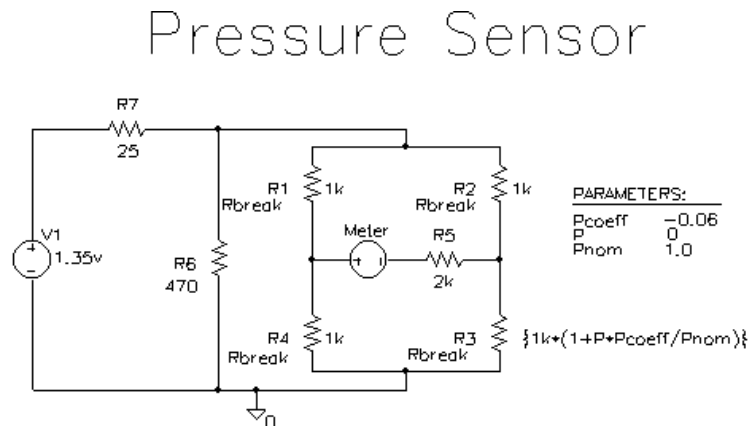 Pressure Sensor
R7
25
R1
1k
Rbreak
R2
1k
Rbreak
PARAMETERS:
Pcoeff -0.06
P 0
Pnom 1.0
V1
+
-
1.35v
R6
470
Meter
+ -
R5
2k
R4
1k
Rbreak
R3
Rbreak
{1k*(1+P*Pcoeff/Pnom)}
0